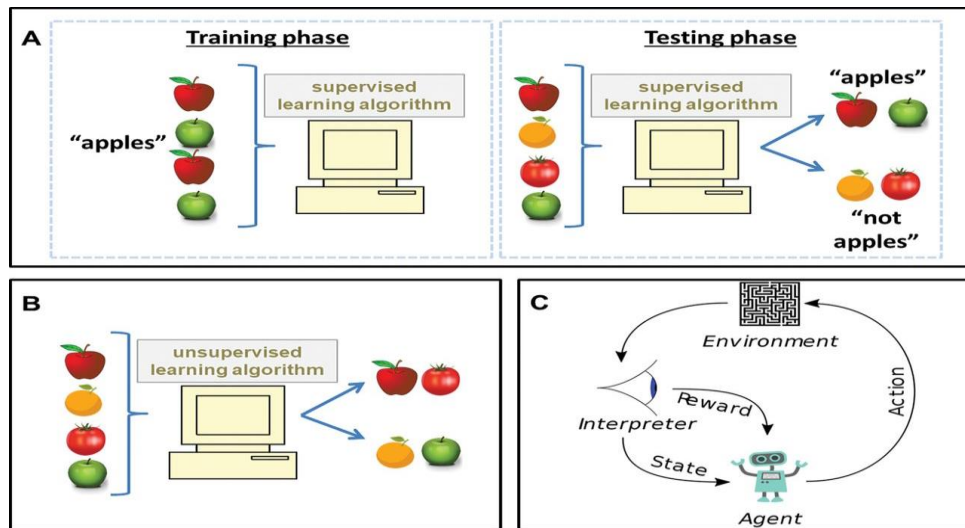 A
Training phase
“apples”
supervised
learning algorithm
Testing phase
supervised
learning algorithm
“apples”
“not
apples”
B
unsupervised
learning algorithm
C
Environment
Interpreter
Reward
State
Action
Agent